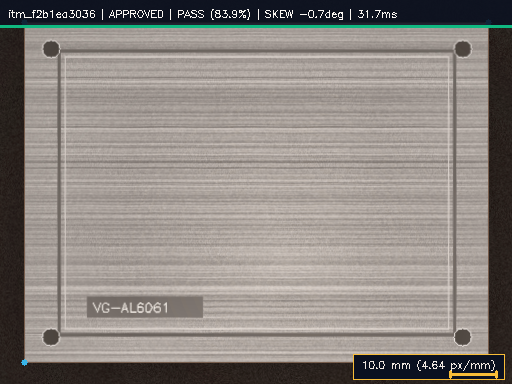 itm_f2b1ea3036 | APPROVED | PASS (83.9%) | SKEW -0.7deg | 31.7ms
VG-AL6061
10.0 mm (4.64 px/mm)